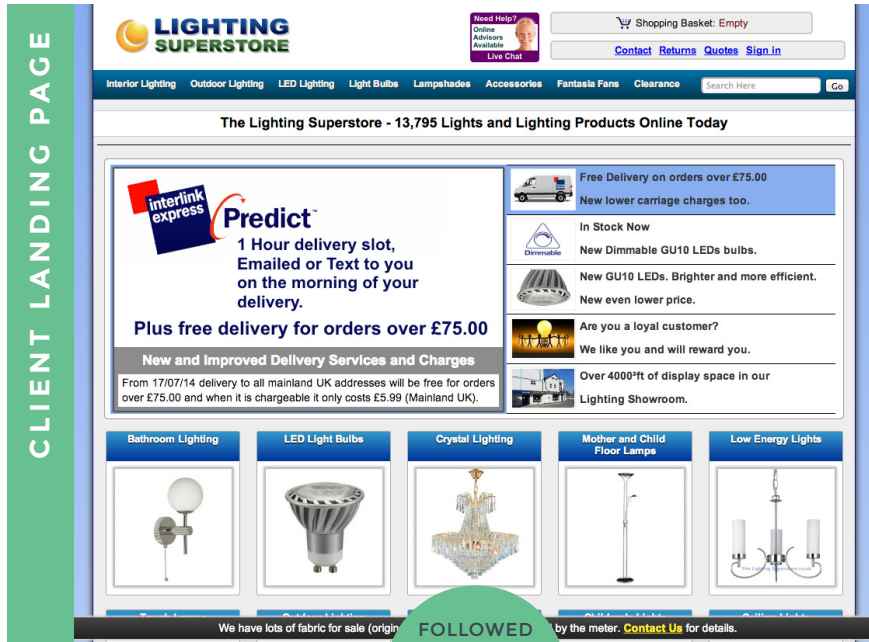 CLIENT LANDING PAGE
LIGHTING
SUPERSTORE
Need Help?
Online
Advisors
Available
Live Chat
Shopping Basket: Empty
Contact Returns Quotes Sign in
Interior Lighting Outdoor Lighting LED Lighting Light Bulbs Lampshades Accessories Fantasia Fans Clearance Search Here Go
The Lighting Superstore - 13,795 Lights and Lighting Products Online Today
interlink
express
Predict™
1 Hour delivery slot,
Emailed or Text to you
on the morning of your
delivery.
Plus free delivery for orders over £75.00
New and Improved Delivery Services and Charges
From 17/07/14 delivery to all mainland UK addresses will be free for orders
over £75.00 and when it is chargeable it only costs £5.99 (Mainland UK).
Free Delivery on orders over £75.00
New lower carriage charges too.
Dimmable
In Stock Now
New Dimmable GU10 LEDs bulbs.
New GU10 LEDs. Brighter and more efficient.
New even lower price.
Are you a loyal customer?
We like you and will reward you.
Over 4000²ft of display space in our
Lighting Showroom.
Bathroom Lighting
LED Light Bulbs
Crystal Lighting
Mother and Child
Floor Lamps
Low Energy Lights
The Lighting Superstore.co.uk
We have lots of fabric for sale by the meter. Contact Us for details.
FOLLOWED